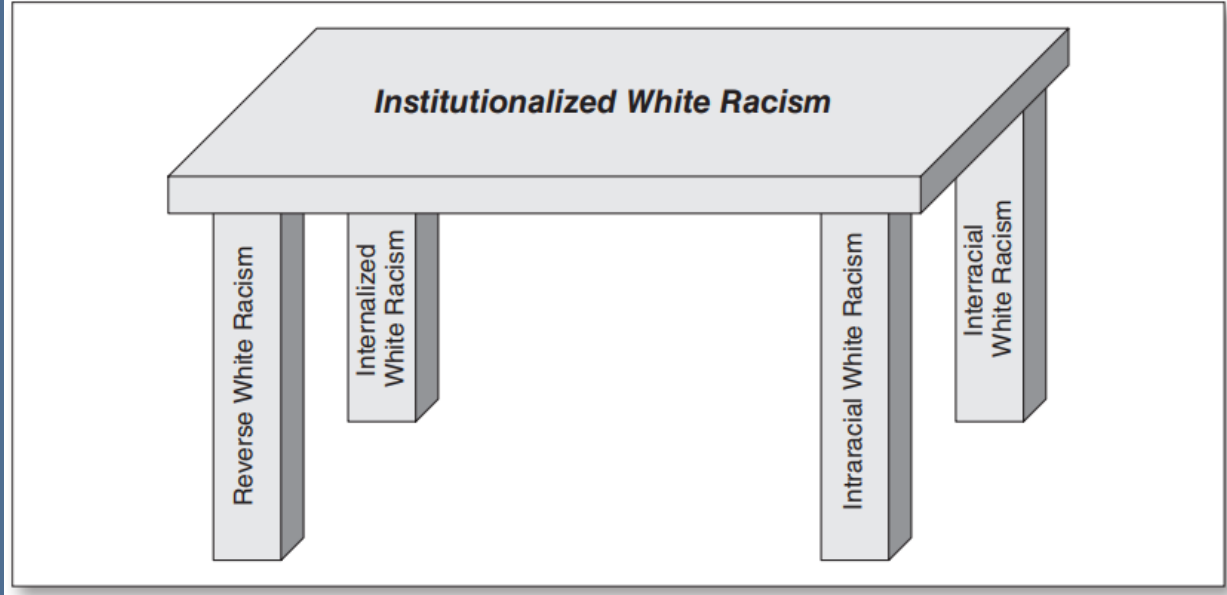 Institutionalized White Racism
Reverse White Racism
Internalized
White Racism
Intraracial White Racism
Interracial
White Racism